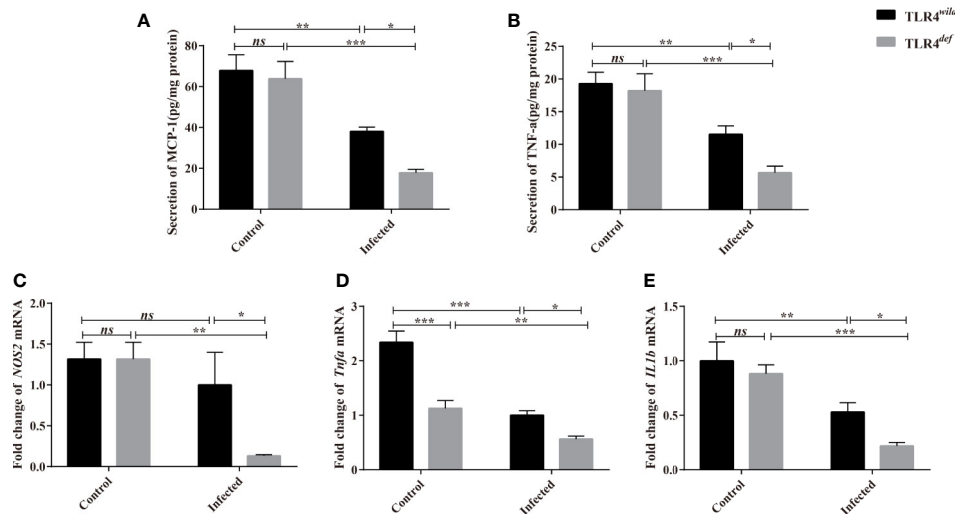 A
B
TLR4wild
TLR4def
** *
ns ***
80
60
40
20
0
Secretion of MCP-1(pg/mg protein)
Control
Infected
** *
ns ***
25
20
15
10
5
0
Secretion of TNF-a(pg/mg protein)
Control
Infected
C
D
E
ns *
ns **
2.0
1.5
1.0
0.5
0.0
Fold change of NOS2 mRNA
Control
Infected
*** *
*** **
3
2
1
0
Fold change of Tnfa mRNA
Control
Infected
** *
ns ***
1.5
1.0
0.5
0.0
Fold change of IL1b mRNA
Control
Infected